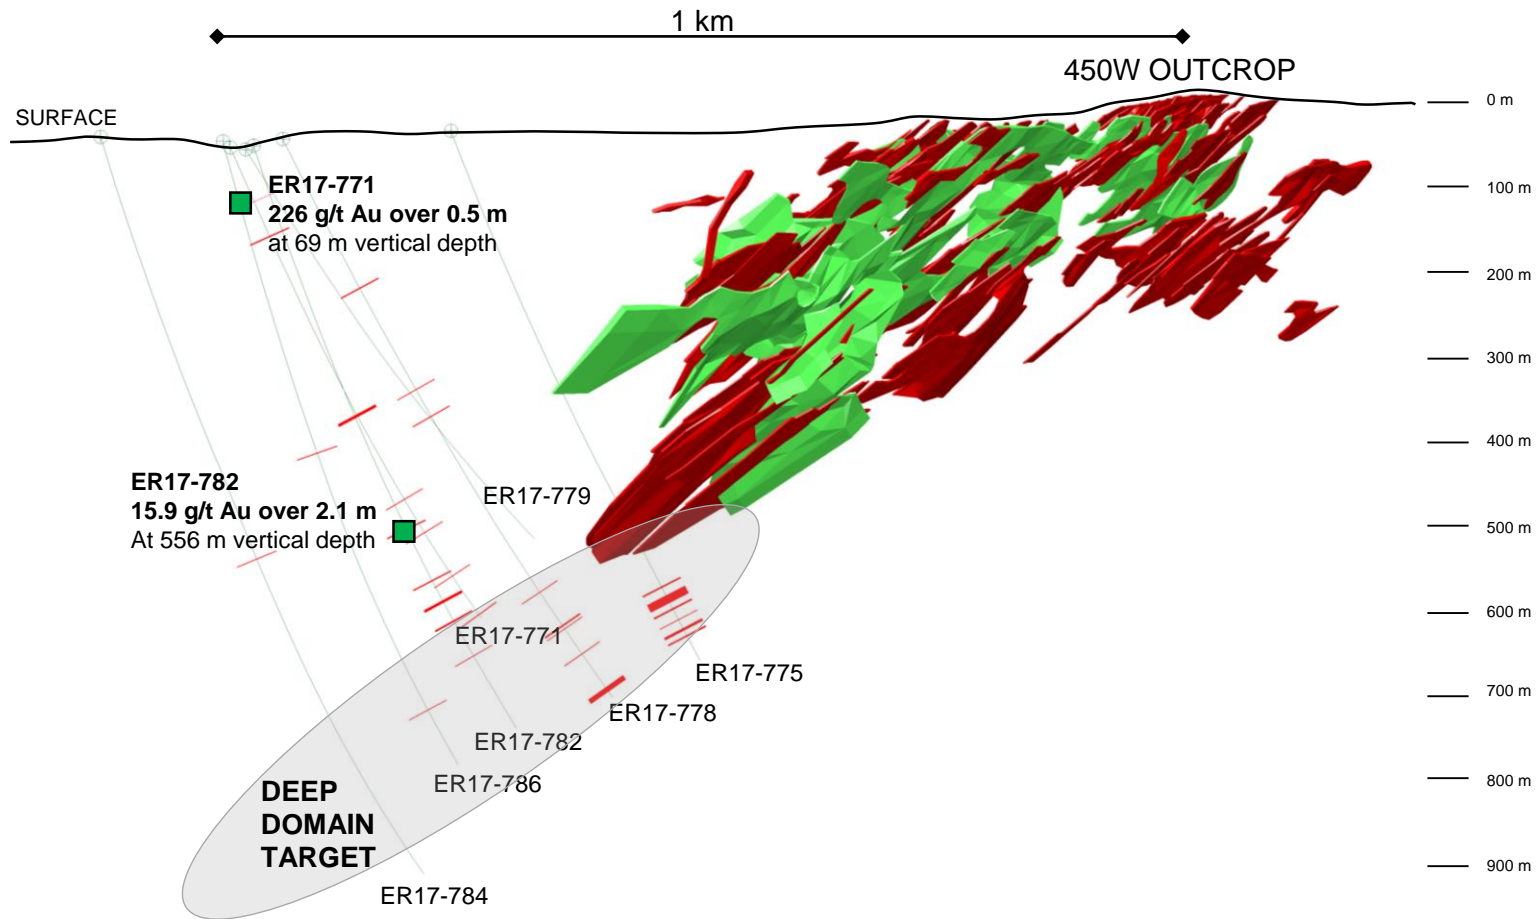 1 km
450W OUTCROP
SURFACE
0 m
ER17-771
226 g/t Au over 0.5 m
at 69 m vertical depth
100 m
200 m
300 m
400 m
ER17-782
15.9 g/t Au over 2.1 m
At 556 m vertical depth
ER17-779
500 m
600 m
ER17-771
ER17-775
700 m
ER17-778
ER17-782
ER17-786
800 m
DEEP
DOMAIN
TARGET
900 m
ER17-784